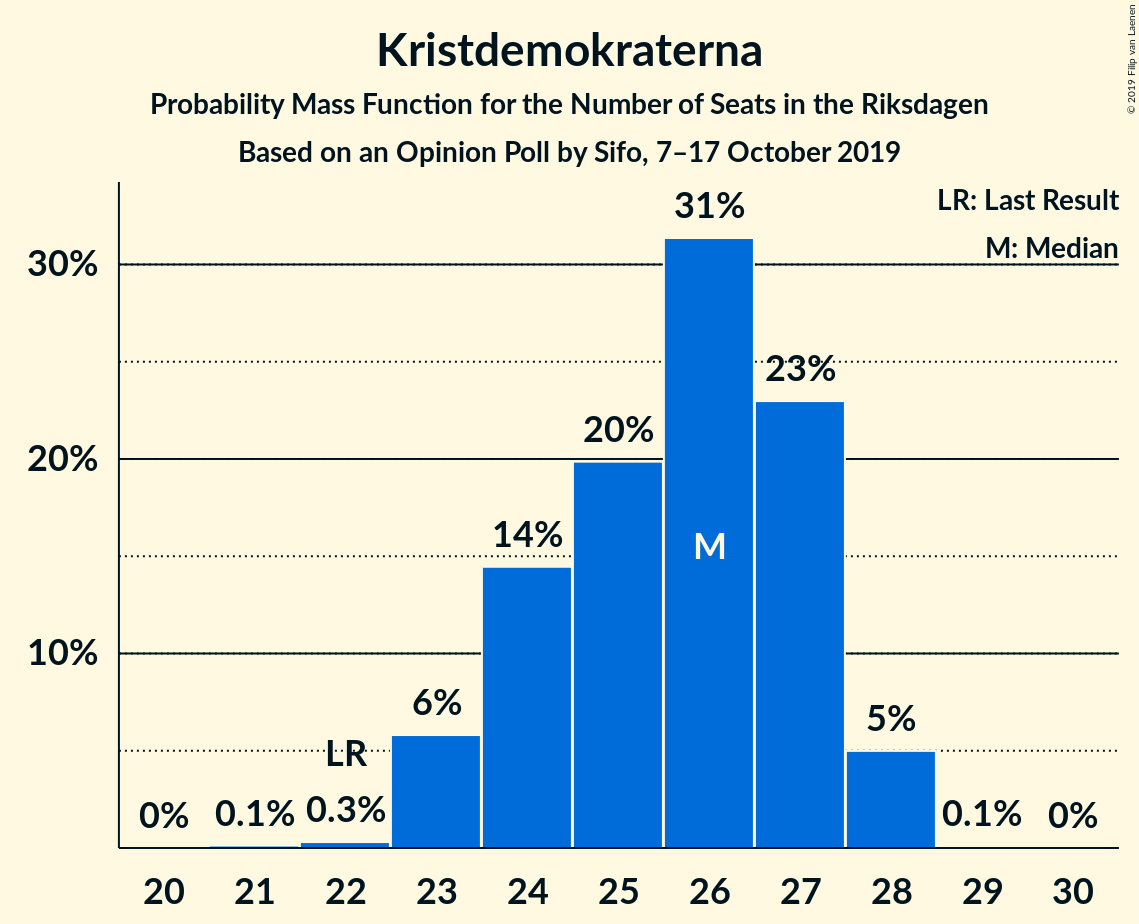 Kristdemokraterna
Probability Mass Function for the Number of Seats in the Riksdagen
Based on an Opinion Poll by Sifo, 7–17 October 2019
© 2019 Filip van Laenen
LR: Last Result
M: Median
31%
30%
23%
20%
20%
14%
M
10%
6%
5%
LR
0%
0.1%
0.3%
0.1%
0%
20 21 22 23 24 25 26 27 28 29 30